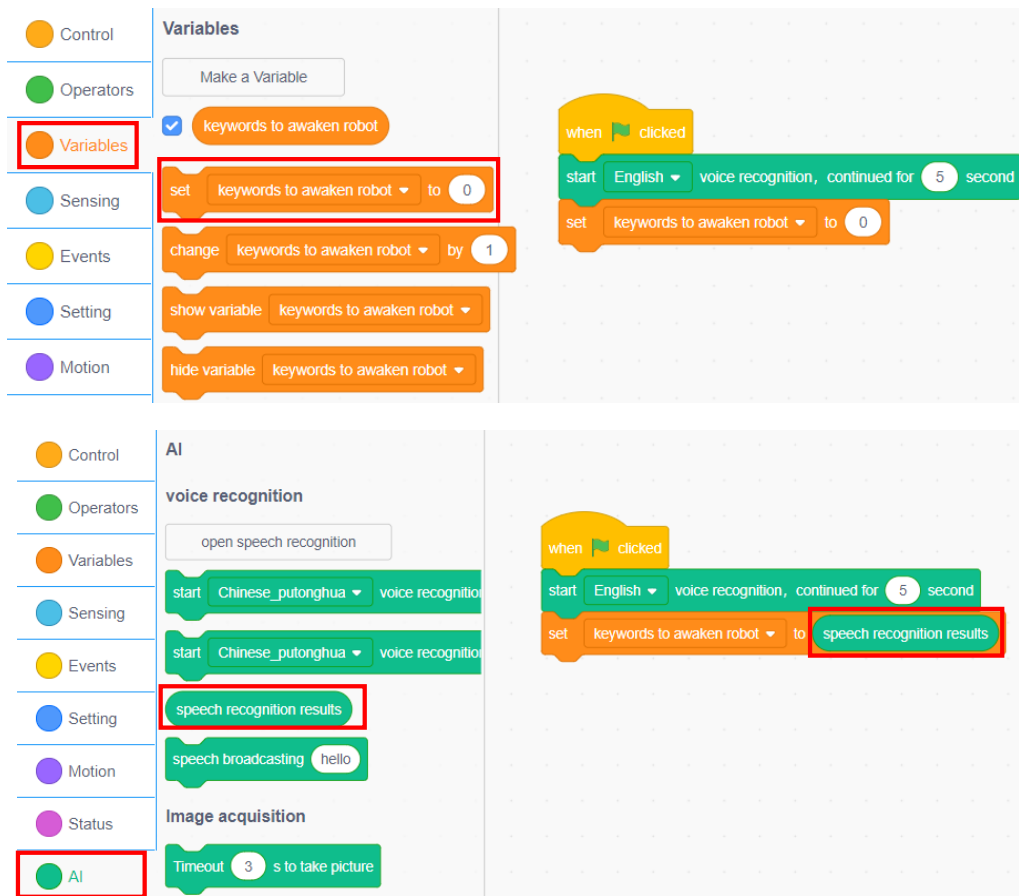 Control
Operators
Variables
Sensing
Events
Setting
Motion
Variables
Make a Variable
keywords to awaken robot
set keywords to awaken robot to 0
change keywords to awaken robot by 1
show variable keywords to awaken robot
hide variable keywords to awaken robot
when clicked
start English voice recognition, continued for 5 second
set keywords to awaken robot to 0
Control
Operators
Variables
Sensing
Events
Setting
Motion
Status
AI
AI
voice recognition
open speech recognition
start Chinese_putonghua voice recognition
start Chinese_putonghua voice recognition
speech recognition results
speech broadcasting hello
Image acquisition
Timeout 3 s to take picture
when clicked
start English voice recognition, continued for 5 second
set keywords to awaken robot to speech recognition results